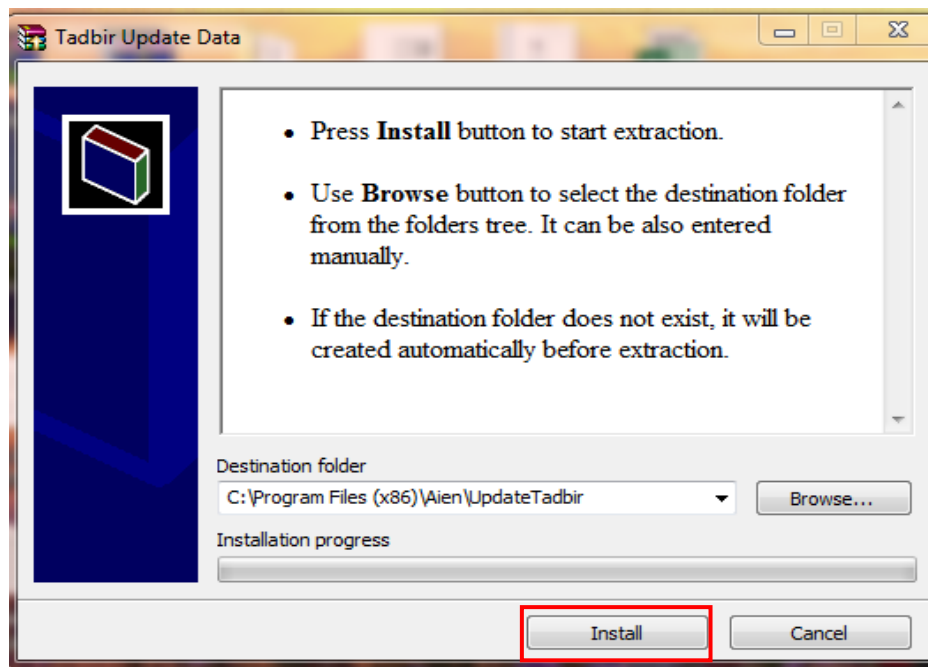 Tadbir Update Data
• Press Install button to start extraction.
• Use Browse button to select the destination folder
from the folders tree. It can be also entered
manually.
• If the destination folder does not exist, it will be
created automatically before extraction.
Destination folder
C:\Program Files (x86)\Aien\UpdateTadbir
Browse...
Installation progress
Install
Cancel